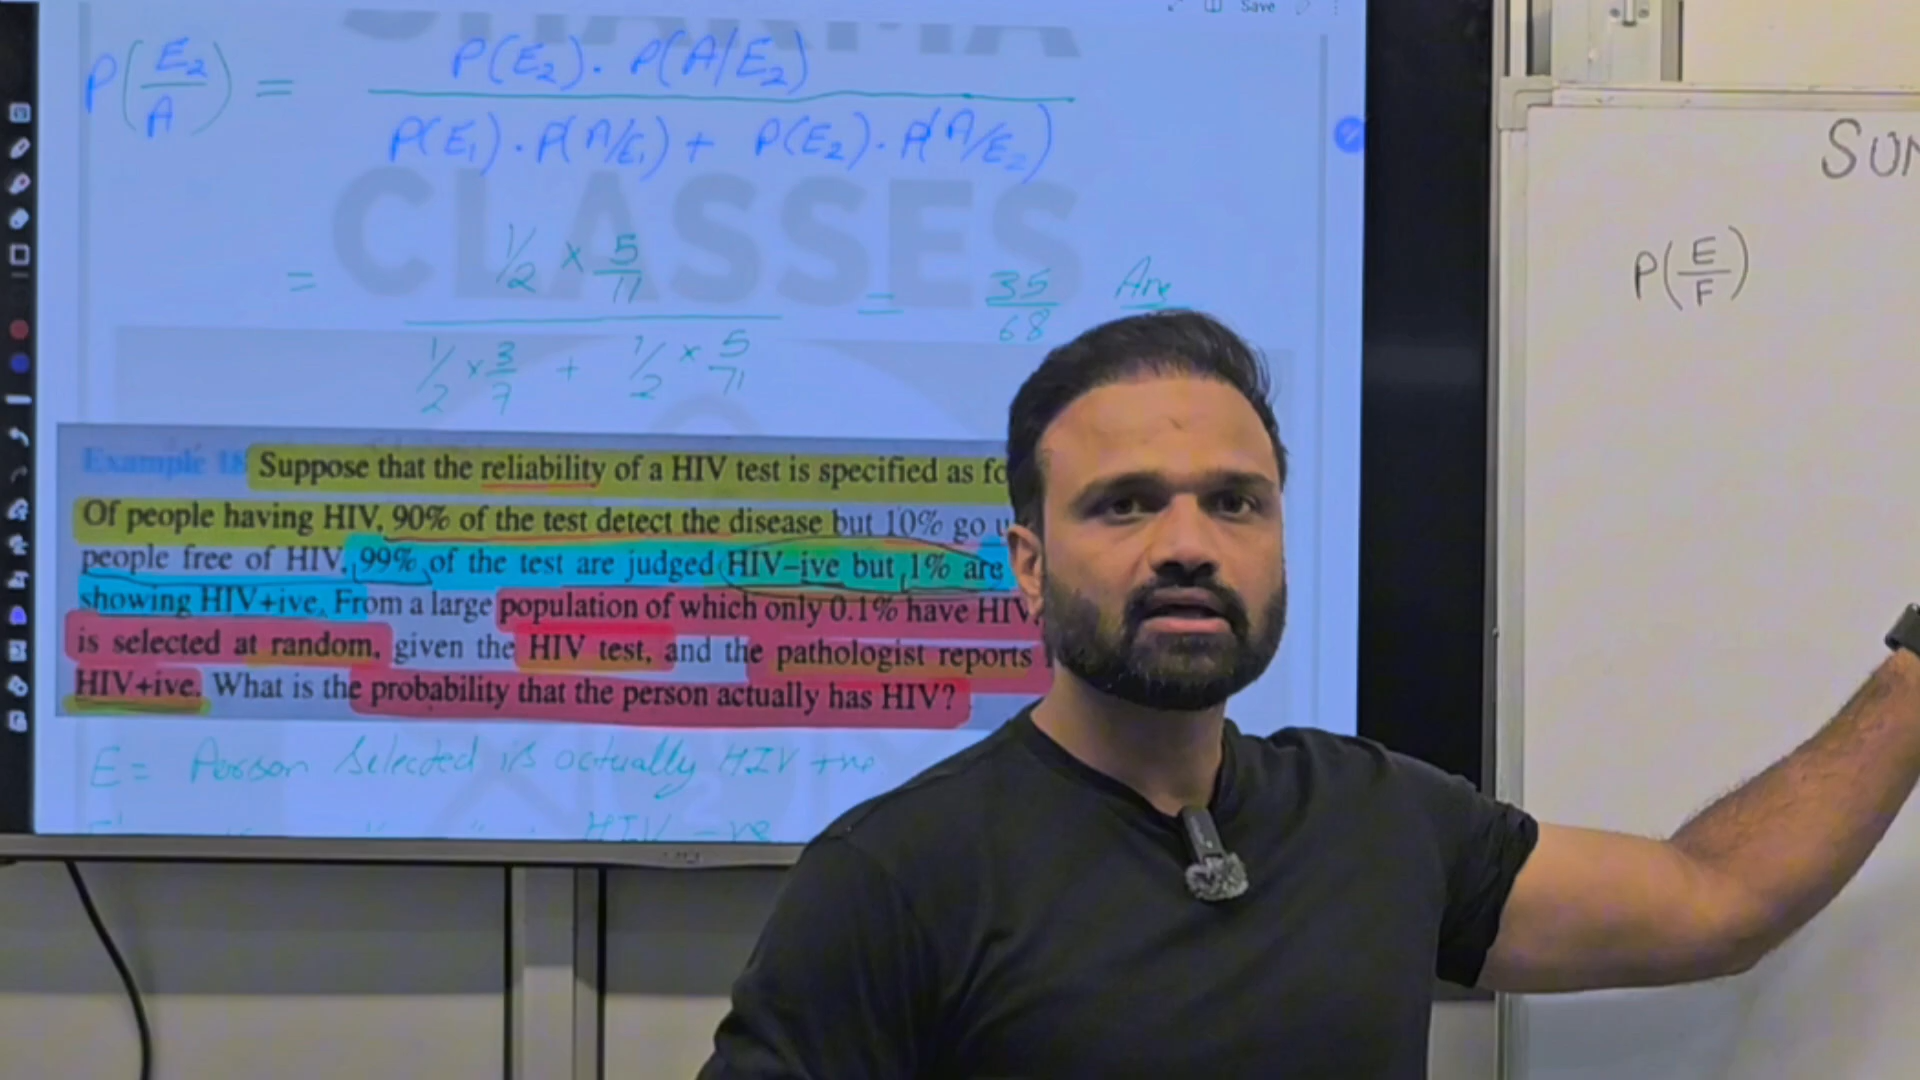 Save
SHARMA
CLASSES
P(E₂/A) = P(E₂). P(A/E₂)
P(E₁). P(A/E₁) + P(E₂). P(A/E₂)
= 1/2 × 5/11 = 35/68 Ans
1/2 × 3/7 + 1/2 × 5/11
Example 18 Suppose that the reliability of a HIV test is specified as
Of people having HIV, 90% of the test detect the disease but 10% go
people free of HIV, 99% of the test are judged HIV–ive but 1% are
showing HIV+ive. From a large population of which only 0.1% have HIV,
is selected at random, given the HIV test, and the pathologist reports
HIV+ive. What is the probability that the person actually has HIV?
E = Person Selected is actually HIV +ve
HIV -ve
P(E/F)